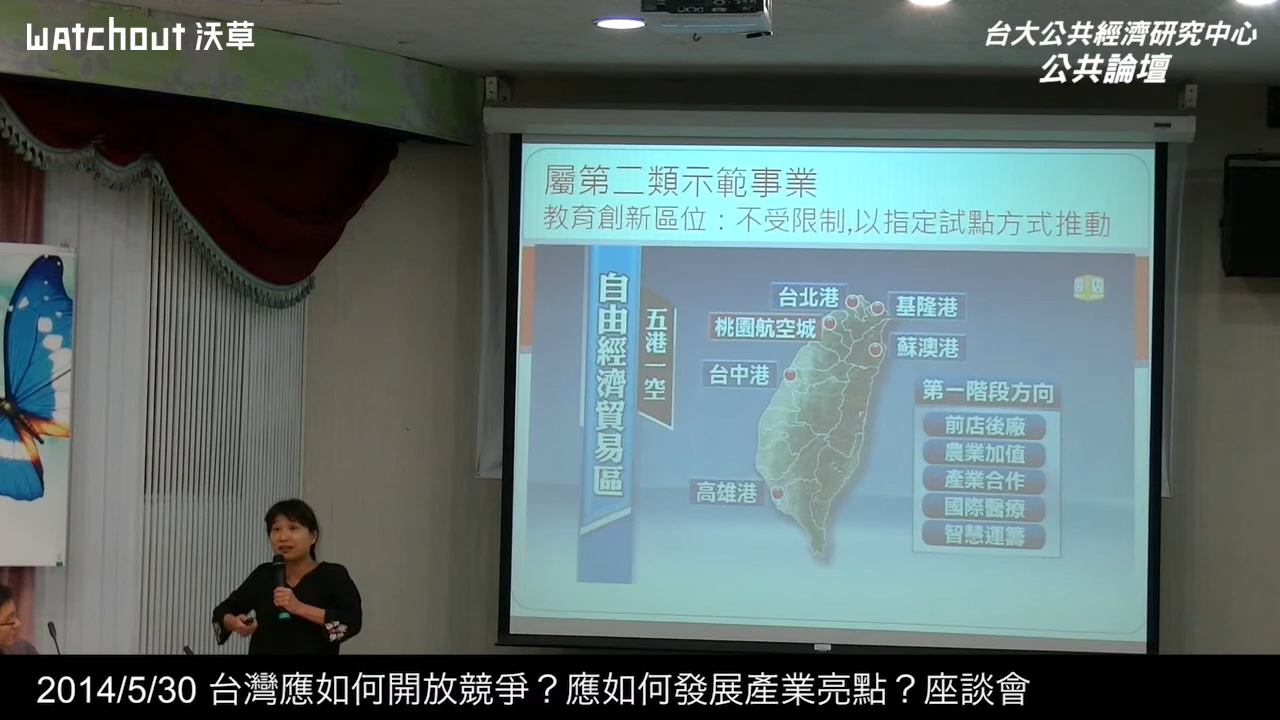 WATCHOUT 沃草
台大公共經濟研究中心
公共論壇
屬第二類示範事業
教育創新區位：不受限制,以指定試點方式推動
自由經濟貿易區
五港一空
台北港
基隆港
桃園航空城
蘇澳港
台中港
高雄港
第一階段方向
前店後廠
農業加值
產業合作
國際醫療
智慧運籌
2014/5/30 台灣應如何開放競爭？應如何發展產業亮點？座談會